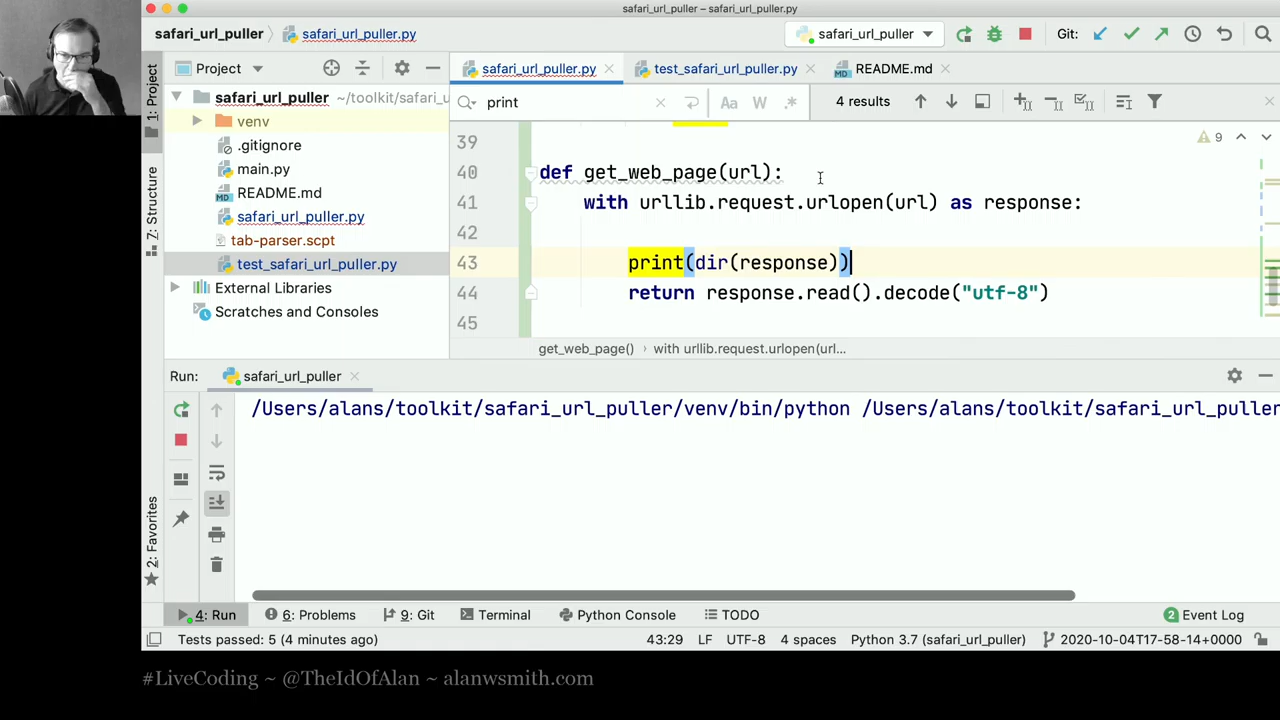 safari_url_puller – safari_url_puller.py
safari_url_puller
safari_url_puller.py
safari_url_puller
Git:
1: Project
Z: Structure
2: Favorites
Project
safari_url_puller.py
test_safari_url_puller.py
README.md
safari_url_puller ~/toolkit/safari_u
venv
.gitignore
main.py
README.md
safari_url_puller.py
tab-parser.scpt
test_safari_url_puller.py
External Libraries
Scratches and Consoles
print
Aa W .*
4 results
9
39
40 def get_web_page(url):
41 with urllib.request.urlopen(url) as response:
42
43 print(dir(response))
44 return response.read().decode("utf-8")
45
get_web_page()
with urllib.request.urlopen(url...
Run:
safari_url_puller
/Users/alans/toolkit/safari_url_puller/venv/bin/python /Users/alans/toolkit/safari_url_puller
4: Run
6: Problems
9: Git
Terminal
Python Console
TODO
2 Event Log
Tests passed: 5 (4 minutes ago)
43:29
LF
UTF-8
4 spaces
Python 3.7 (safari_url_puller)
2020-10-04T17-58-14+0000
#LiveCoding ~ @TheIdOfAlan ~ alanwsmith.com